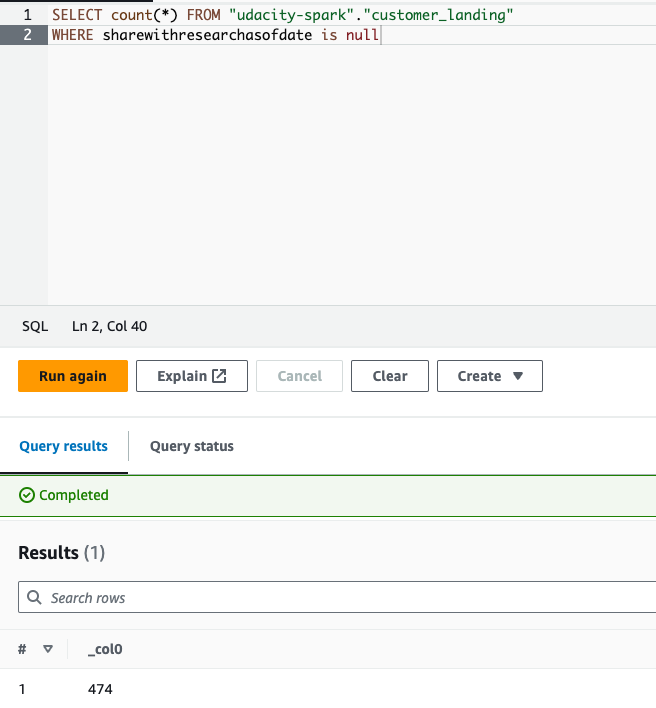 1 SELECT count(*) FROM "udacity-spark"."customer_landing"
2 WHERE sharewithresearchasofdate is null
SQL Ln 2, Col 40
Run again Explain Cancel Clear Create
Query results Query status
Completed
Results (1)
Search rows
# _col0
1 474